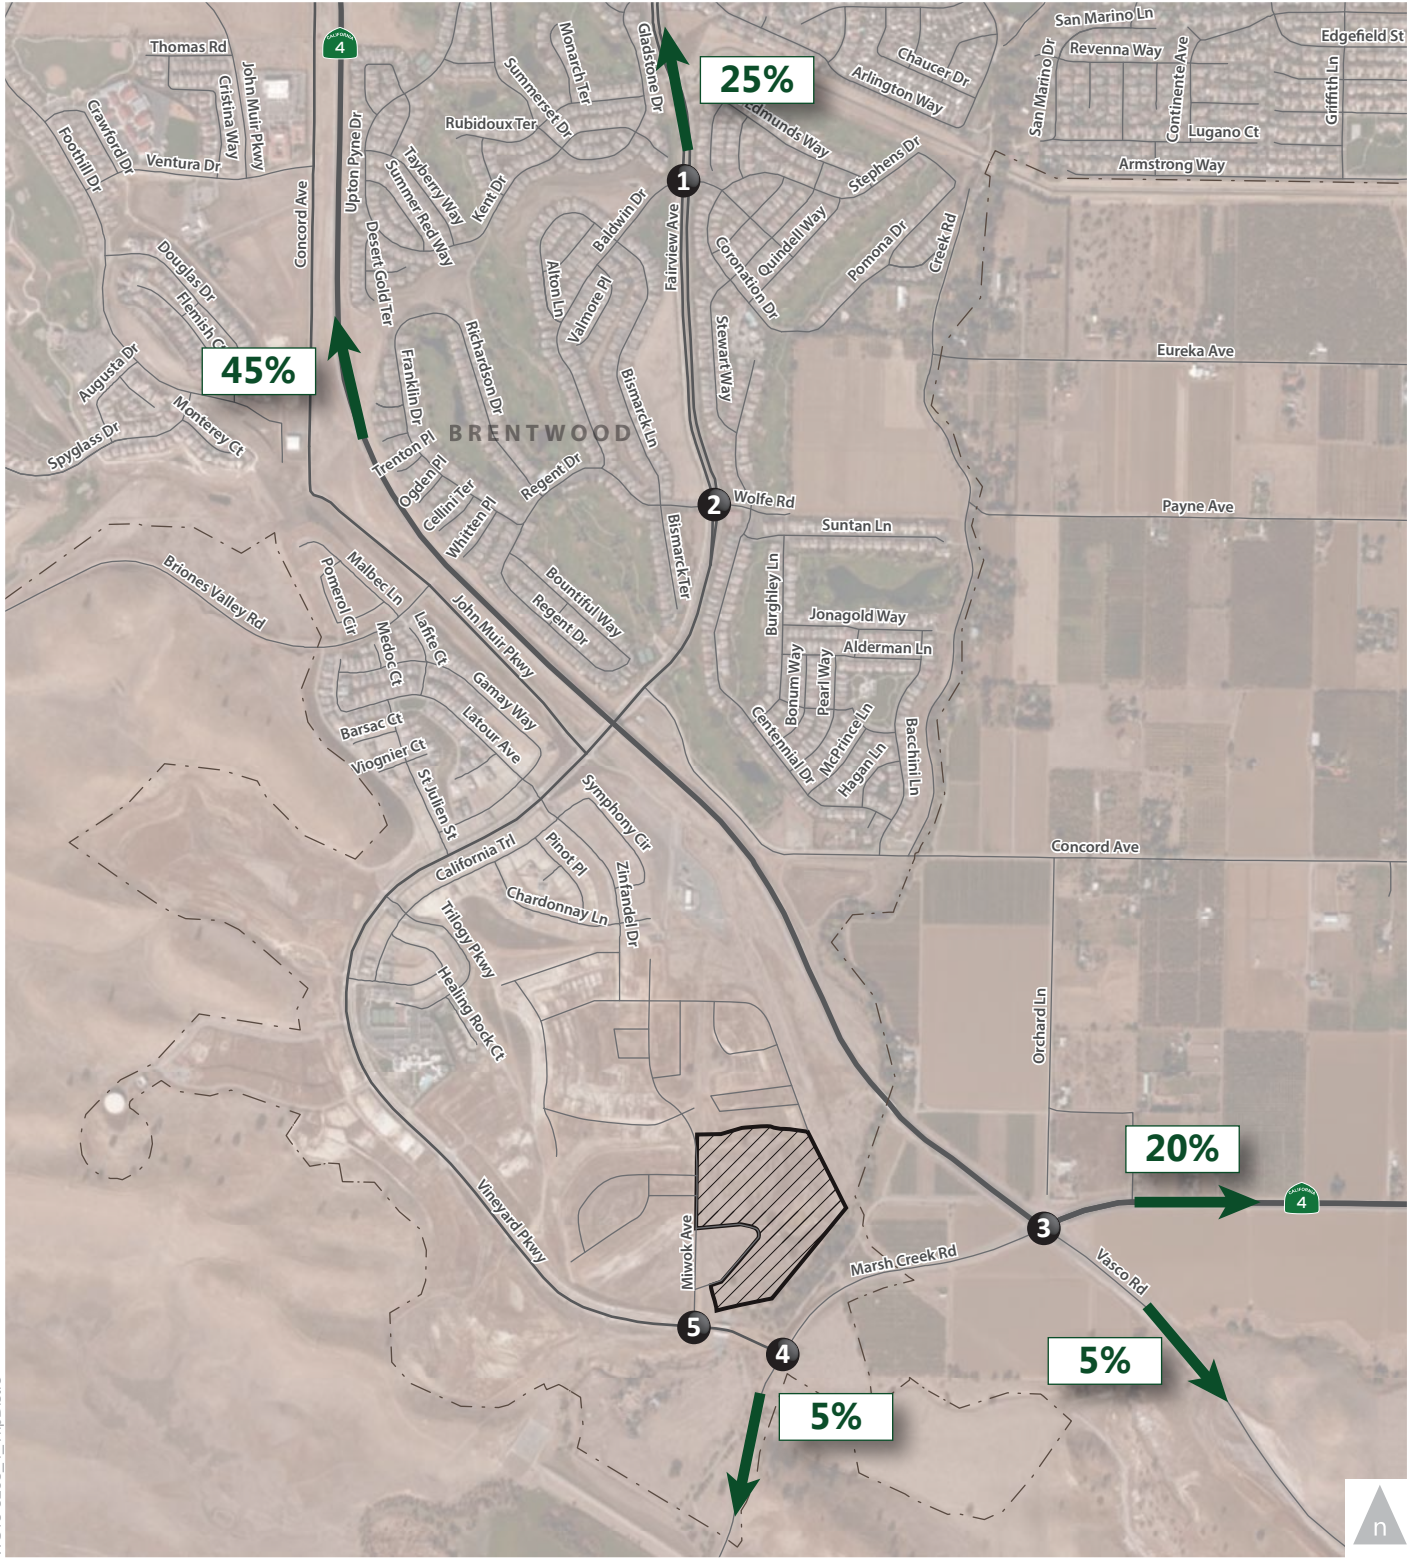 San Marino Ln
Edgefield St
Thomas Rd
CALIFORNIA
4
Monarch Ter
Gladstone Dr
Revenna Way
Chaucer Dr
25%
Summerset Dr
Arlington Way
San Marino Dr
Continente Ave
Griffith Ln
John Muir Pkwy
Cristina Way
Crawford Dr
Foothill Dr
Rubidoux Ter
Edmunds Way
Lugano Ct
Ventura Dr
Upton Pyne Dr
Tayberry Way
Stephens Dr
Armstrong Way
Concord Ave
Summer Red Way
Kent Dr
1
Baldwin Dr
Fairview Ave
Quindell Way
Pomona Dr
Creek Rd
Coronation Dr
Desert Gold Ter
Douglas Dr
Flemish C
Alton Ln
Valmore Pl
Stewart Way
Eureka Ave
45%
Augusta Dr
Franklin Dr
Richardson Dr
Bismarck Ln
Monterey Ct
Spyglass Dr
BRENTWOOD
Trenton Pl
Ogden Pl
Cellini Ter
Whitten Pl
Regent Dr
2
Wolfe Rd
Payne Ave
Suntan Ln
Bismarck Ter
Briones Valley Rd
Malbec Ln
Pomerol Cir
Burghley Ln
Bountiful Way
Regent Dr
John Muir Pkwy
Lafite Ct
Medoc Ct
Jonagold Way
Alderman Ln
Bonum Way
Pearl Way
Gamay Way
Latour Ave
Barsac Ct
Viognier Ct
Centennial Dr
McPrince Ln
Hagan Ln
Bacchini Ln
St Julien St
Symphony Cir
California Trl
Pinot Pl
Concord Ave
Zinfandel Dr
Chardonnay Ln
Trilogy Pkwy
Healing Rock Ct
Orchard Ln
20%
CALIFORNIA
4
Vineyard Pkwy
Miwok Ave
3
Marsh Creek Rd
Vasco Rd
5
4
5%
5%
n